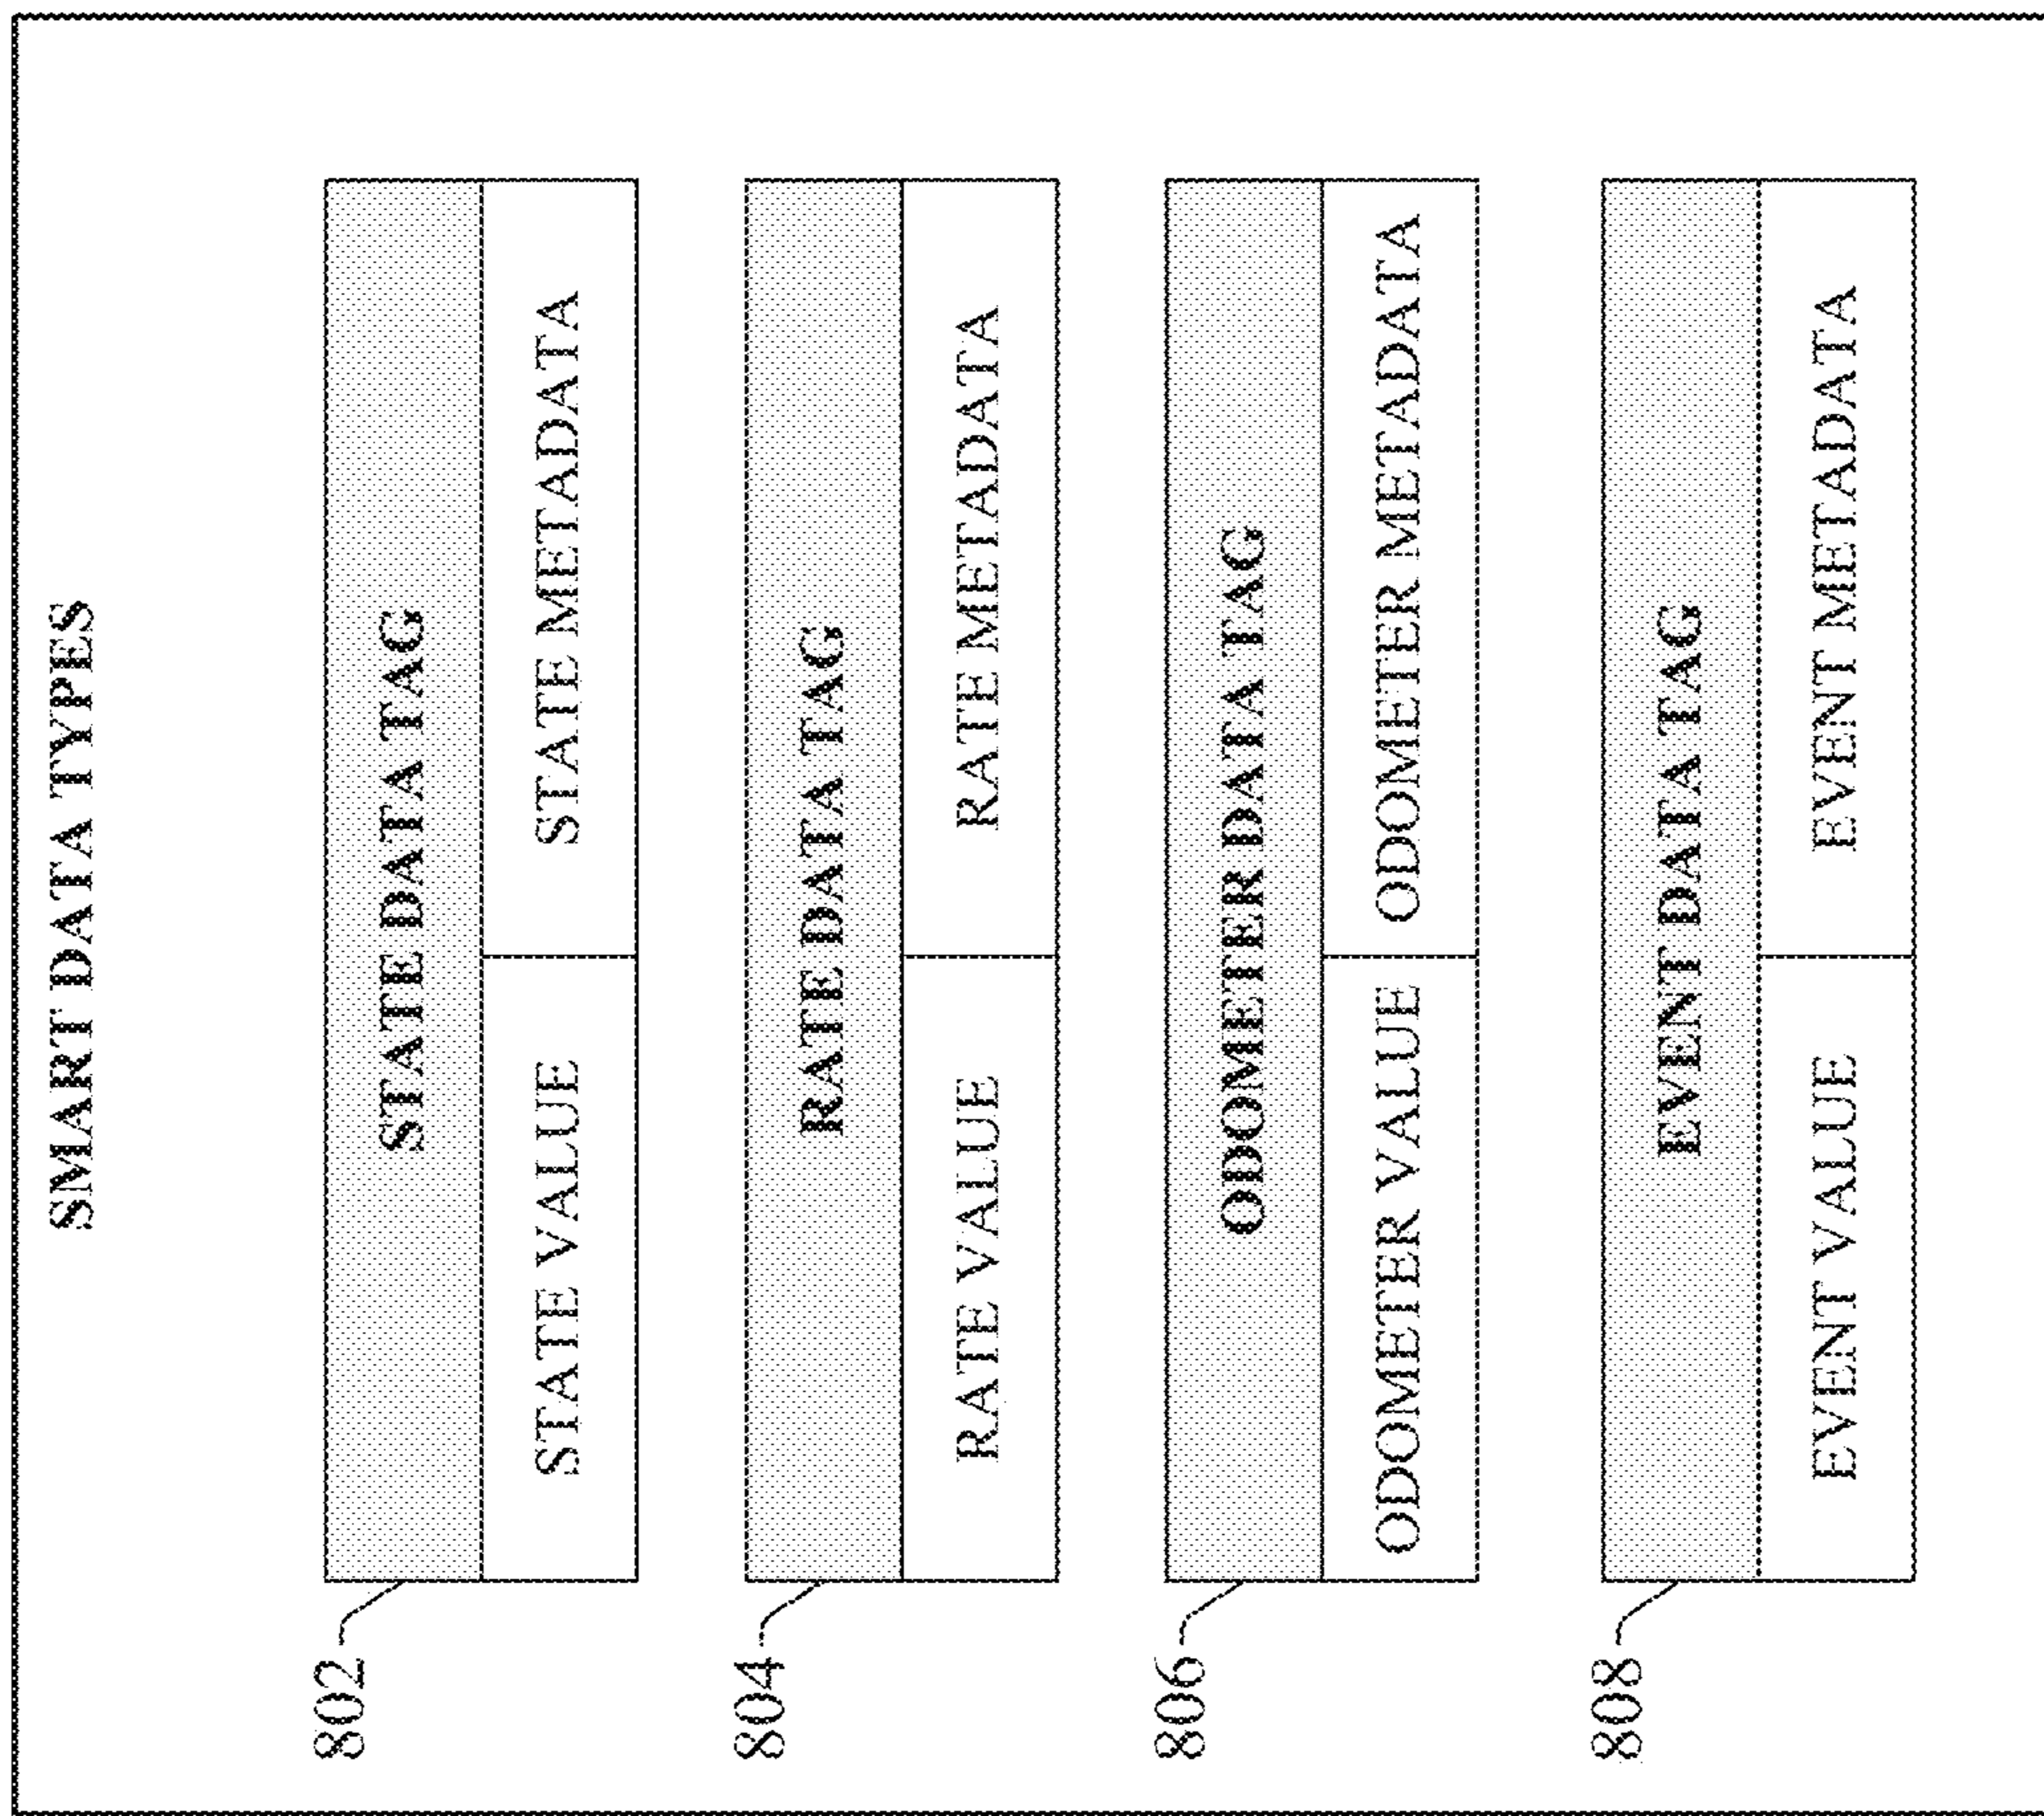 SMART DATA TYPES
802
STATE DATA TAG
STATE VALUE
STATE METADATA
804
RATE DATA TAG
RATE VALUE
RATE METADATA
806
ODOMETER DATA TAG
ODOMETER VALUE
ODOMETER METADATA
808
EVENT DATA TAG
EVENT VALUE
EVENT METADATA